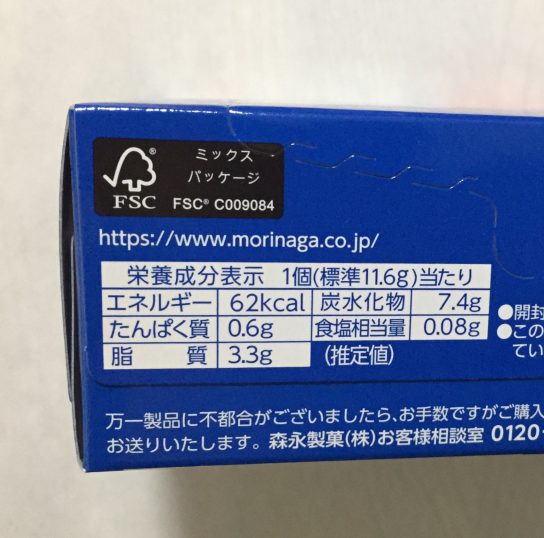 ミックス
パッケージ
FSC® C009084
FSC ®
https://www.morinaga.co.jp/
栄養成分表示 1個(標準11.6g)当たり
エネルギー 62kcal 炭水化物 7.4g
たんぱく質 0.6g 食塩相当量 0.08g
脂質 3.3g (推定値)
●開封
●この
てい
万一製品に不都合がございましたら、お手数ですがご購入
お送りいたします。森永製菓(株)お客様相談室 0120-